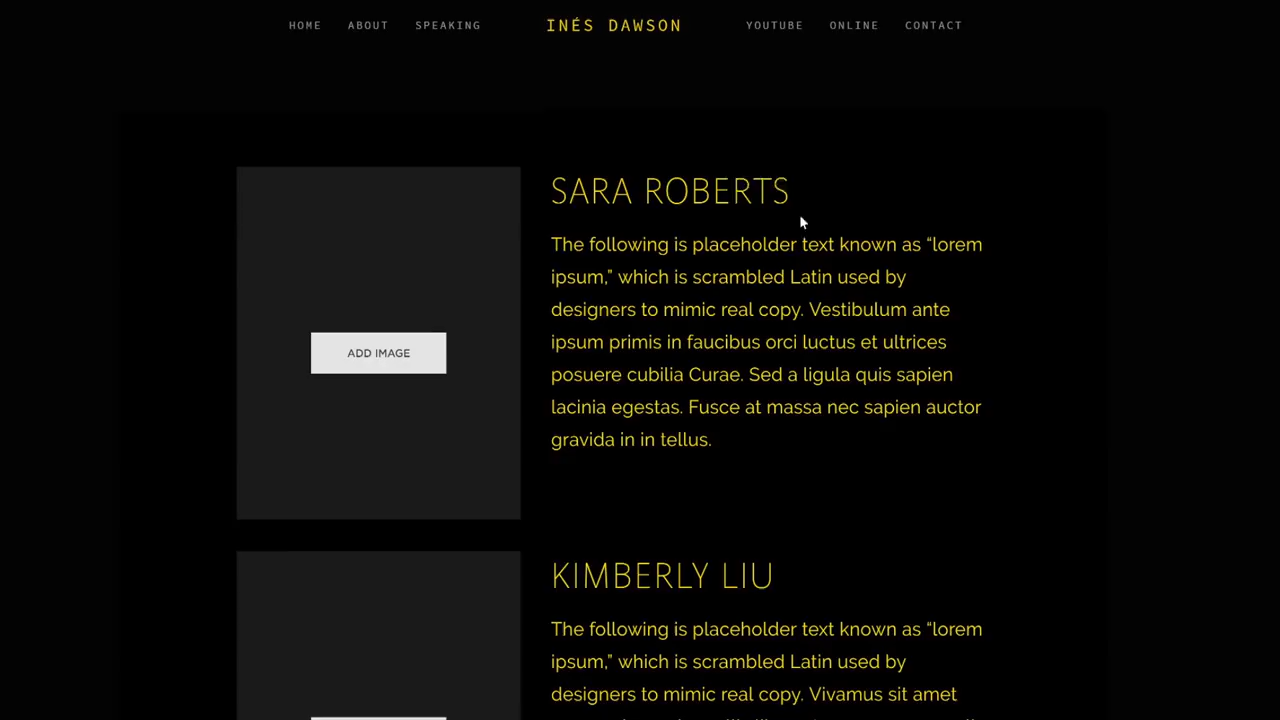 HOME ABOUT SPEAKING INÉS DAWSON YOUTUBE ONLINE CONTACT
SARA ROBERTS
The following is placeholder text known as “lorem
ipsum,” which is scrambled Latin used by
designers to mimic real copy. Vestibulum ante
ipsum primis in faucibus orci luctus et ultrices
posuere cubilia Curae. Sed a ligula quis sapien
lacinia egestas. Fusce at massa nec sapien auctor
gravida in in tellus.
ADD IMAGE
KIMBERLY LIU
The following is placeholder text known as “lorem
ipsum,” which is scrambled Latin used by
designers to mimic real copy. Vivamus sit amet